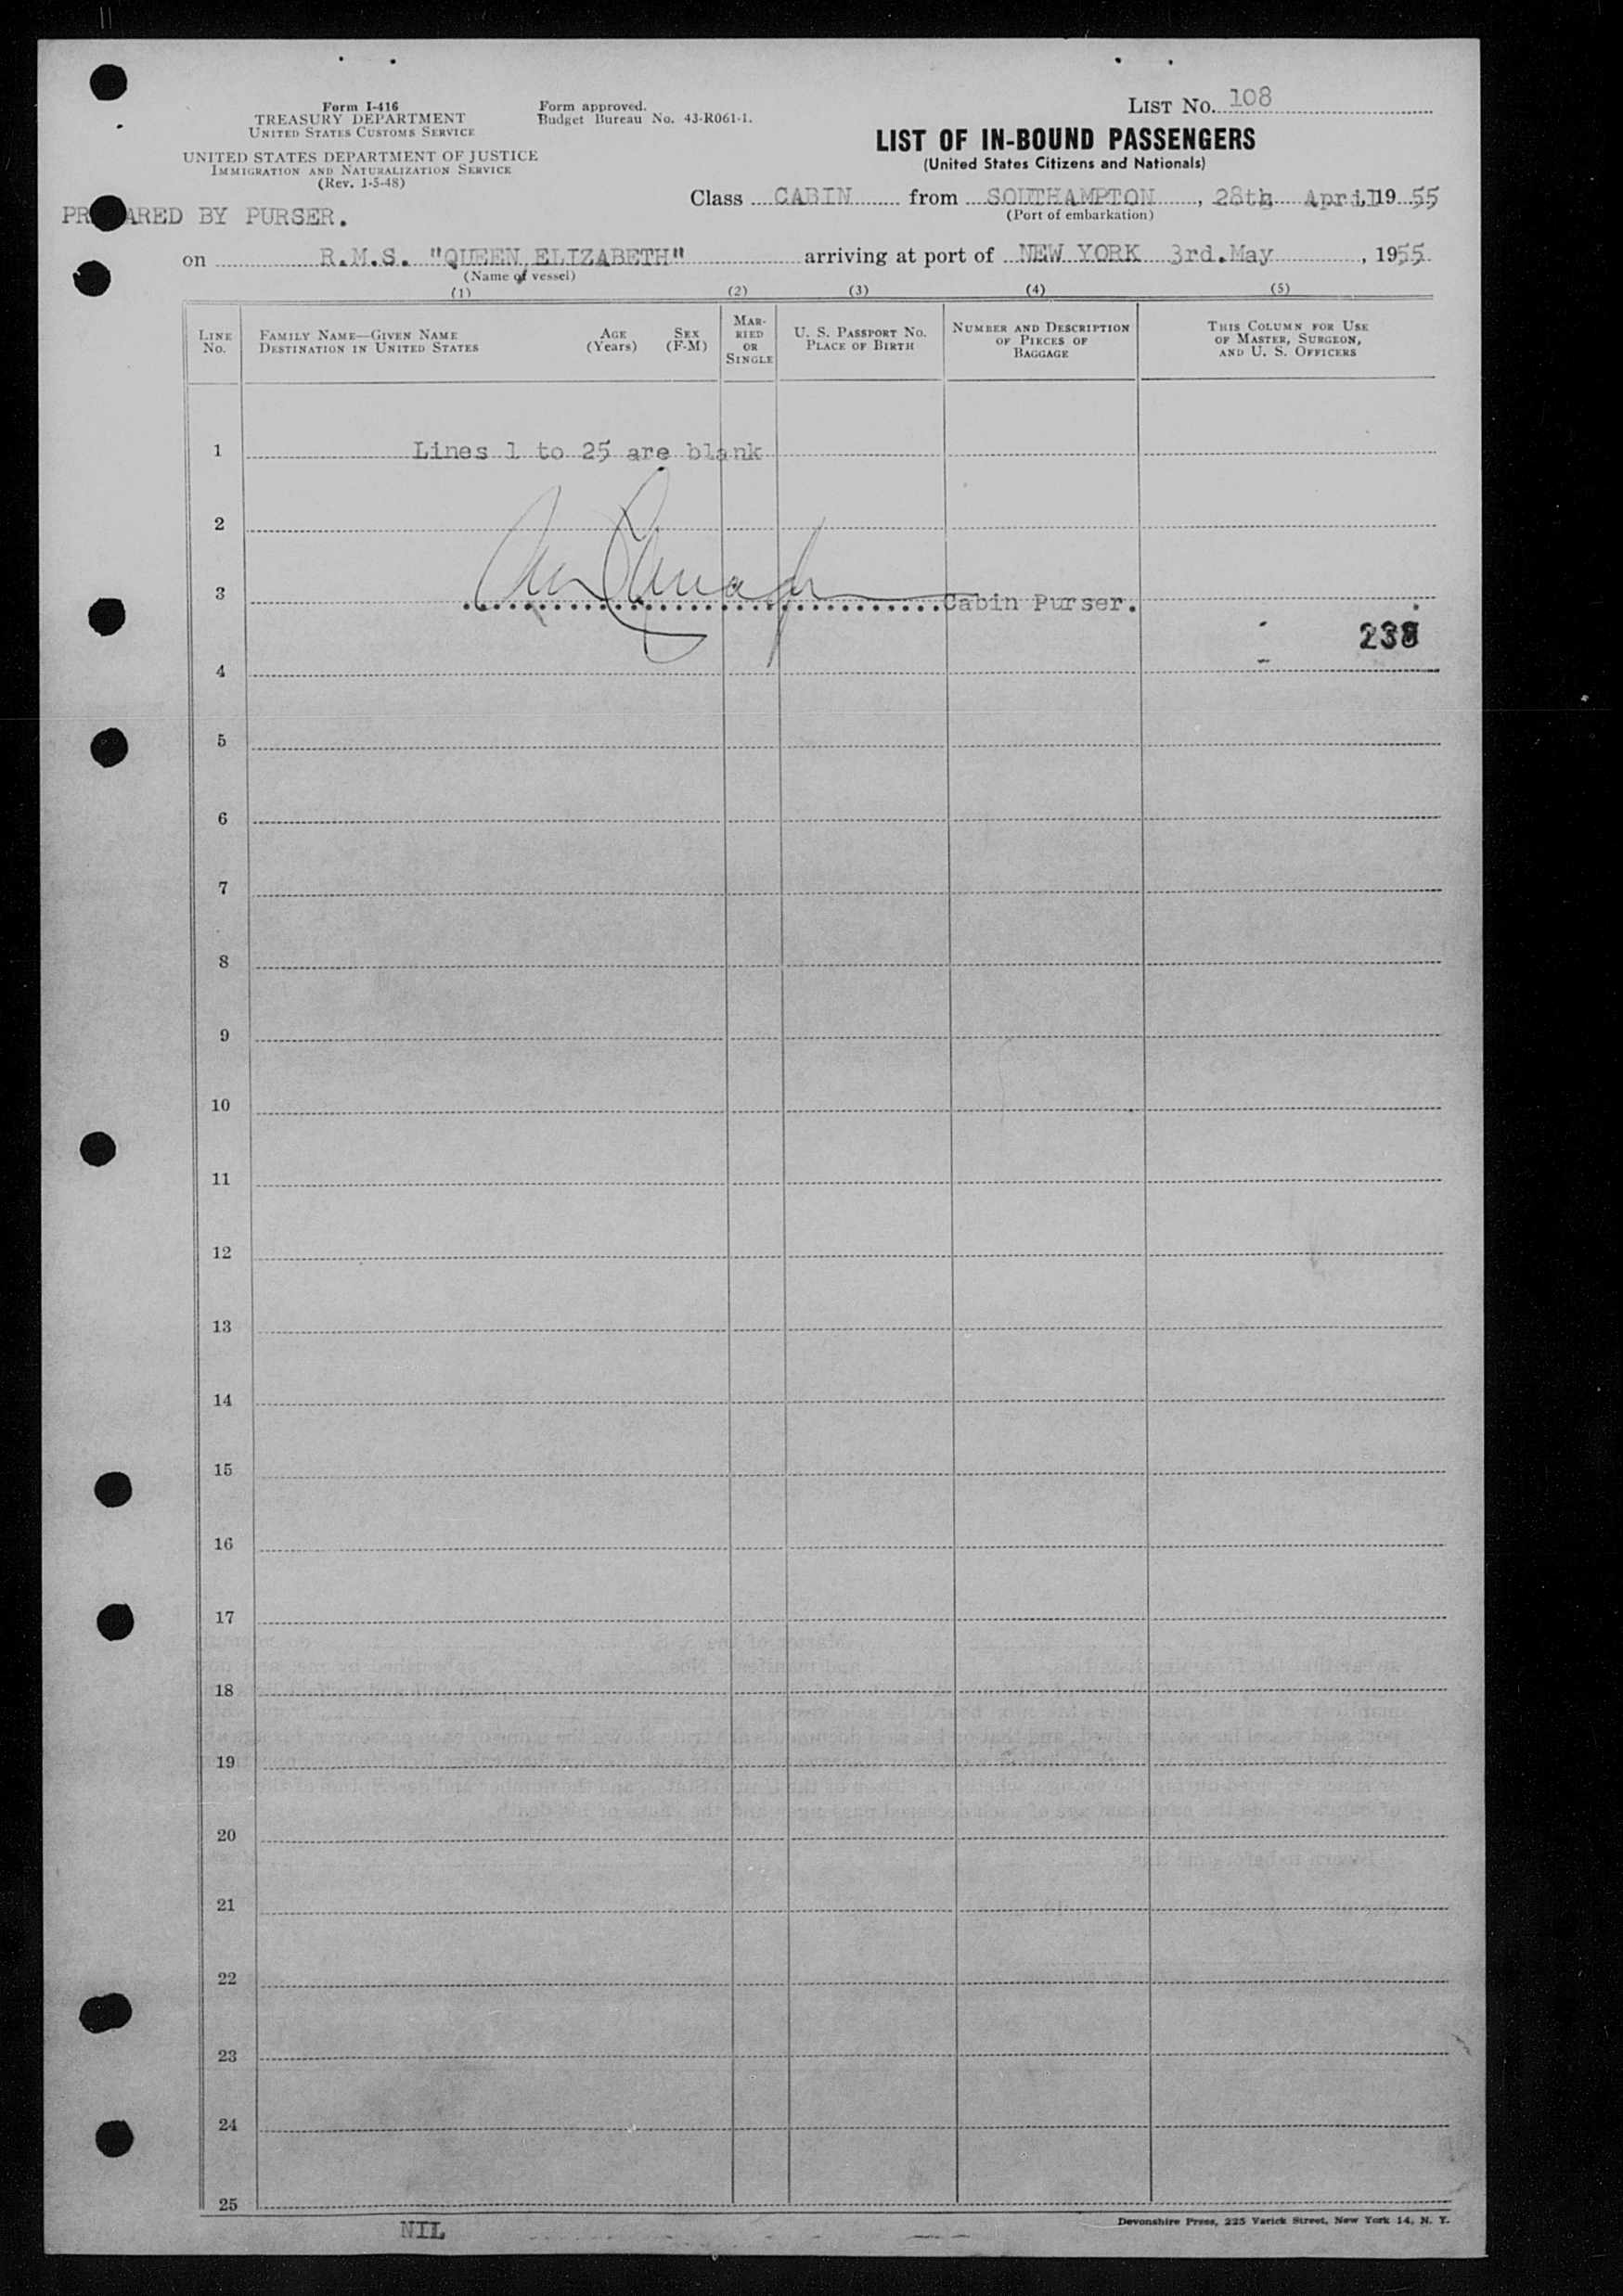 LIST No. 108
Form I-416
TREASURY DEPARTMENT
UNITED STATES CUSTOMS SERVICE
Form approved.
Budget Bureau No. 43-R061-1.
UNITED STATES DEPARTMENT OF JUSTICE
IMMIGRATION AND NATURALIZATION SERVICE
(Rev. 1-5-48)
LIST OF IN-BOUND PASSENGERS
(United States Citizens and Nationals)
Class CABIN from SOUTHAMPTON, 28th April, 1955
(Port of embarkation)
PREPARED BY PURSER.
on R.M.S. "QUEEN ELIZABETH" arriving at port of NEW YORK 3rd.May, 1955
(Name of vessel)
(1) (2) (3) (4) (5)
LINE No.
FAMILY NAME—GIVEN NAME
DESTINATION IN UNITED STATES
AGE (Years)
SEX (F-M)
MARRIED OR SINGLE
U. S. PASSPORT No.
PLACE OF BIRTH
NUMBER AND DESCRIPTION OF PIECES OF BAGGAGE
THIS COLUMN FOR USE OF MASTER, SURGEON, AND U. S. OFFICERS
1 Lines 1 to 25 are blank
2
3 Cabin Purser.
238
4
5
6
7
8
9
10
11
12
13
14
15
16
17
18
19
20
21
22
23
24
25
NIL
Devonshire Press, 225 Varick Street, New York 14, N. Y.